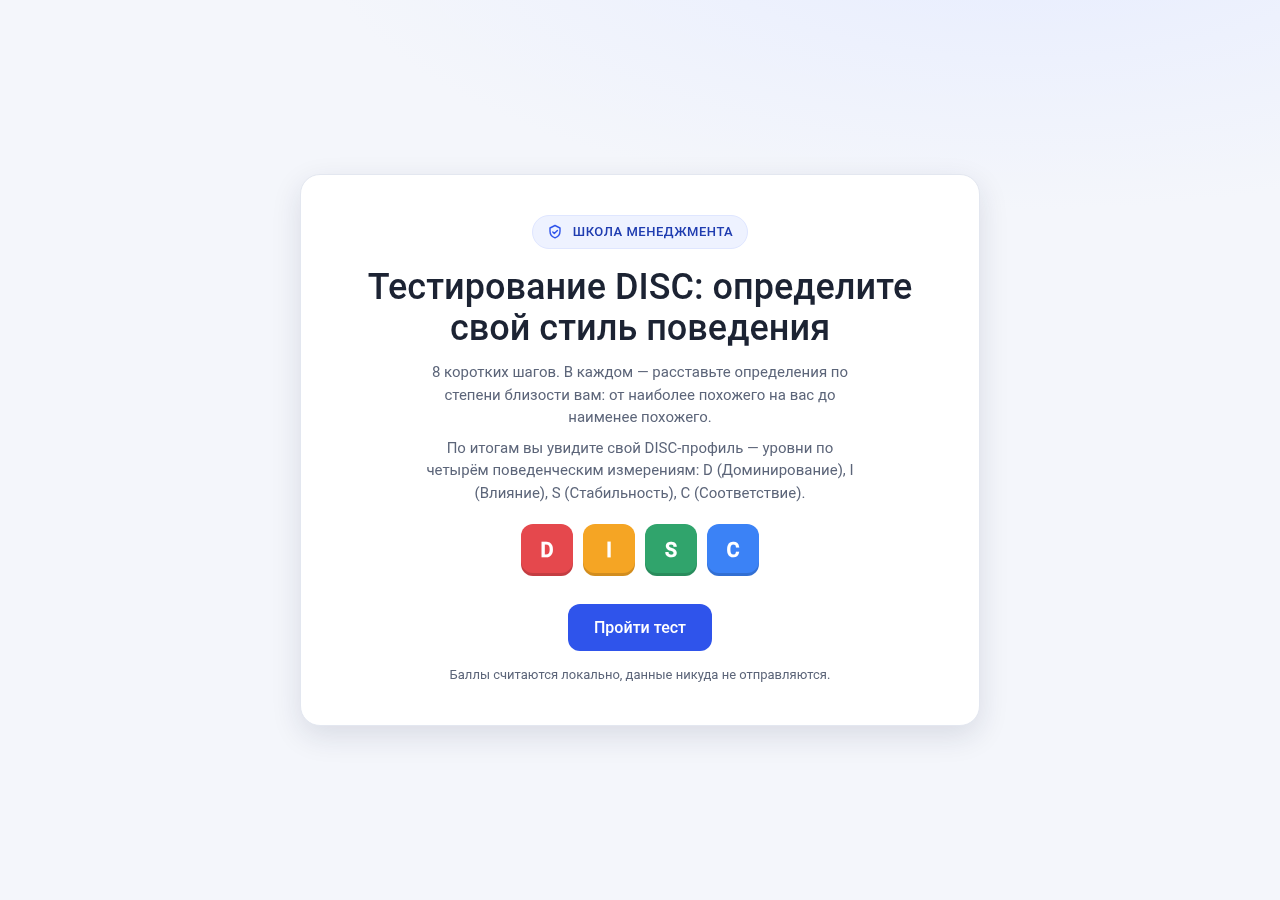 ШКОЛА МЕНЕДЖМЕНТА
Тестирование DISC: определите
свой стиль поведения
8 коротких шагов. В каждом — расставьте определения по
степени близости вам: от наиболее похожего на вас до
наименее похожего.
По итогам вы увидите свой DISC-профиль — уровни по
четырём поведенческим измерениям: D (Доминирование), I
(Влияние), S (Стабильность), C (Соответствие).
D I S C
Пройти тест
Баллы считаются локально, данные никуда не отправляются.